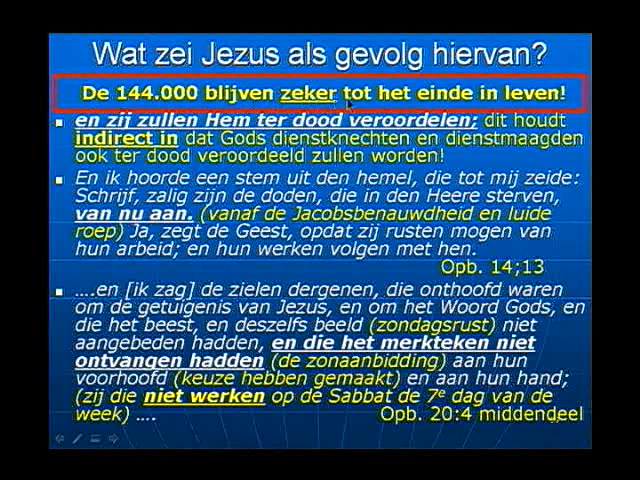 Wat zei Jezus als gevolg hiervan?
De 144.000 blijven zeker tot het einde in leven!
en zij zullen Hem ter dood veroordelen; dit houdt
indirect in dat Gods dienstknechten en dienstmaagden
ook ter dood veroordeeld zullen worden!
En ik hoorde een stem uit den hemel, die tot mij zeide:
Schrijf, zalig zijn de doden, die in den Heere sterven,
van nu aan. (vanaf de Jacobsbenauwdheid en luide
roep) Ja, zegt de Geest, opdat zij rusten mogen van
hun arbeid; en hun werken volgen met hen.
Opb. 14;13
....en [ik zag] de zielen dergenen, die onthoofd waren
om de getuigenis van Jezus, en om het Woord Gods, en
die het beest, en deszelfs beeld (zondagsrust) niet
aangebeden hadden, en die het merkteken niet
ontvangen hadden (de zonaanbidding) aan hun
voorhoofd (keuze hebben gemaakt) en aan hun hand;
(zij die niet werken op de Sabbat de 7e dag van de
week) .... Opb. 20:4 middendeel